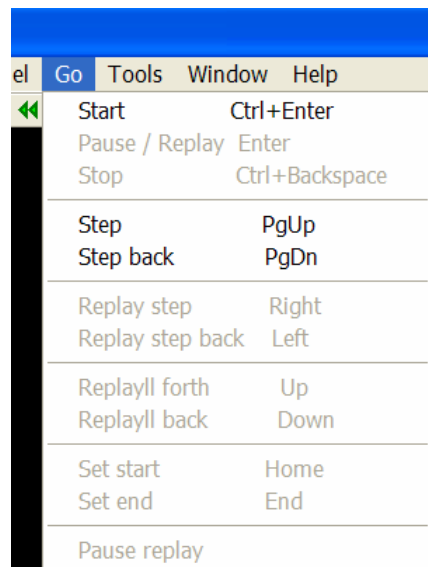 el Go Tools Window Help
Start Ctrl+Enter
Pause / Replay Enter
Stop Ctrl+Backspace
Step PgUp
Step back PgDn
Replay step Right
Replay step back Left
Replayll forth Up
Replayll back Down
Set start Home
Set end End
Pause replay